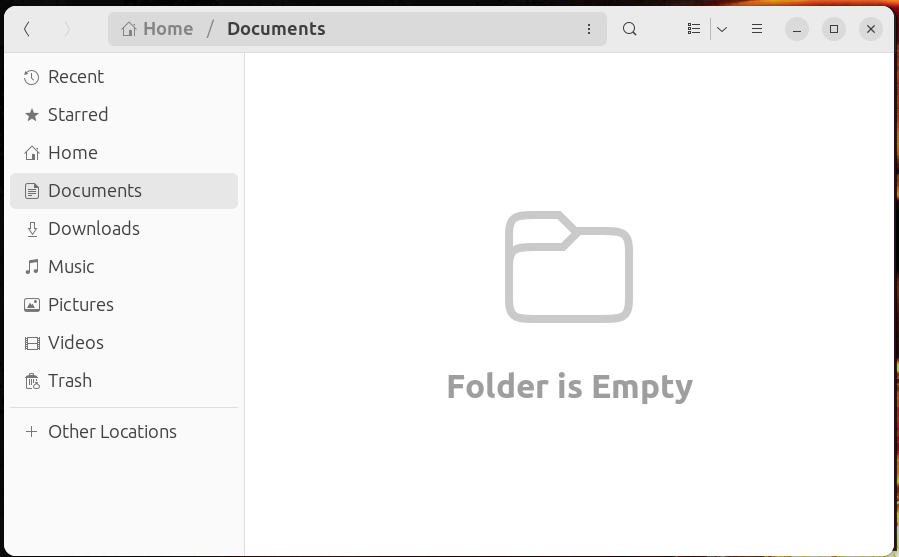 Home / Documents
Recent
Starred
Home
Documents
Downloads
Music
Pictures
Videos
Trash
Other Locations
Folder is Empty